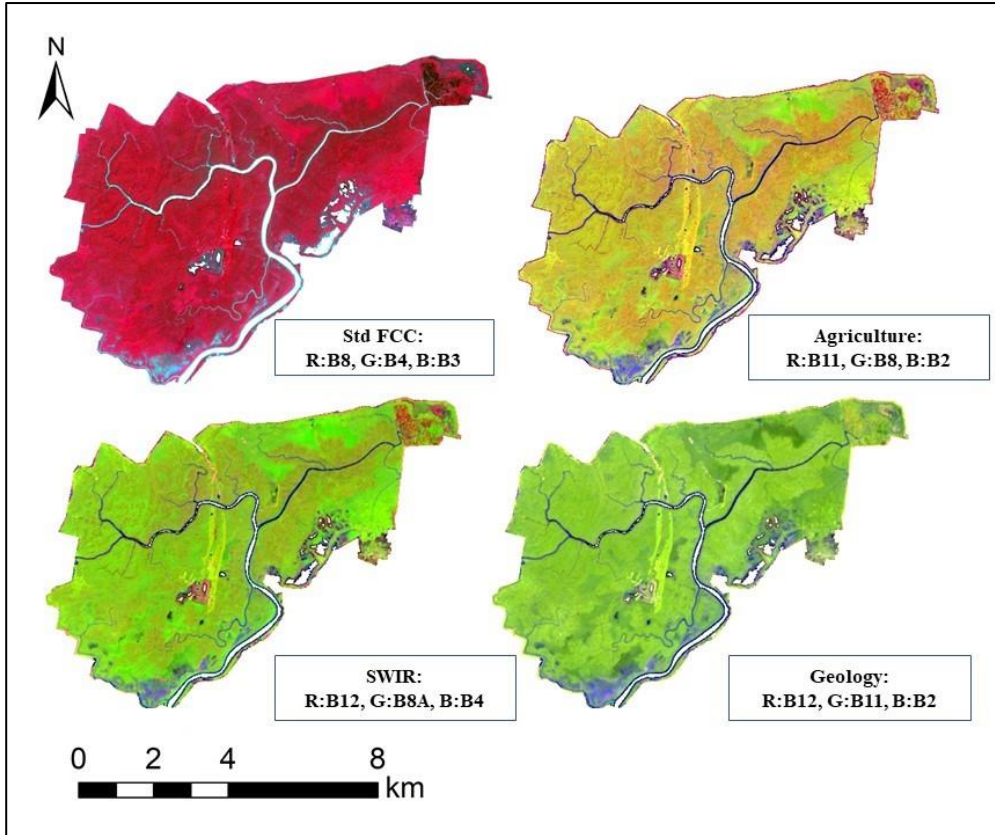 N
Std FCC:
R:B8, G:B4, B:B3
Agriculture:
R:B11, G:B8, B:B2
SWIR:
R:B12, G:B8A, B:B4
Geology:
R:B12, G:B11, B:B2
0 2 4 8
km